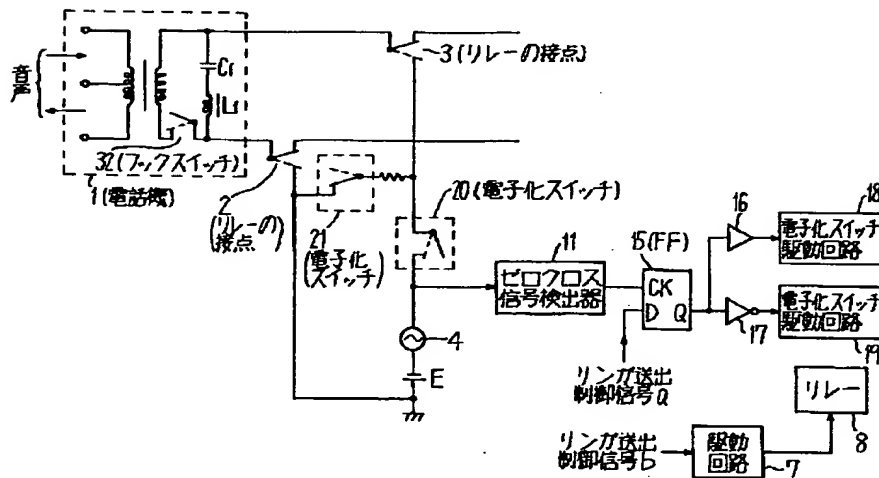 音声
Cr
Lr
32(フックスイッチ)
1(電話機)
2
(リレーの
接点)
3(リレーの接点)
21
(電子化
スイッチ)
20(電子化スイッチ)
4
E
11
ゼロクロス
信号検出器
15(FF)
CK
D Q
16
17
18
電子化スイッチ
駆動回路
電子化スイッチ
駆動回路
19
リンガ送出
制御信号a
リンガ送出
制御信号b
駆動
回路
7
リレー
8